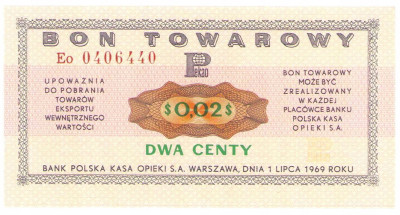 BON TOWAROWY
Eo 0406440
Pekao
UPOWAŻNIA
DO POBRANIA
TOWARÓW
EKSPORTU
WEWNĘTRZNEGO
WARTOŚCI
$0,02$
BON TOWAROWY
MOŻE BYĆ
ZREALIZOWANY
W KAŻDEJ
PLACÓWCE BANKU
POLSKA KASA
OPIEKI S.A.
DWA CENTY
BANK POLSKA KASA OPIEKI S.A. WARSZAWA, DNIA 1 LIPCA 1969 ROKU